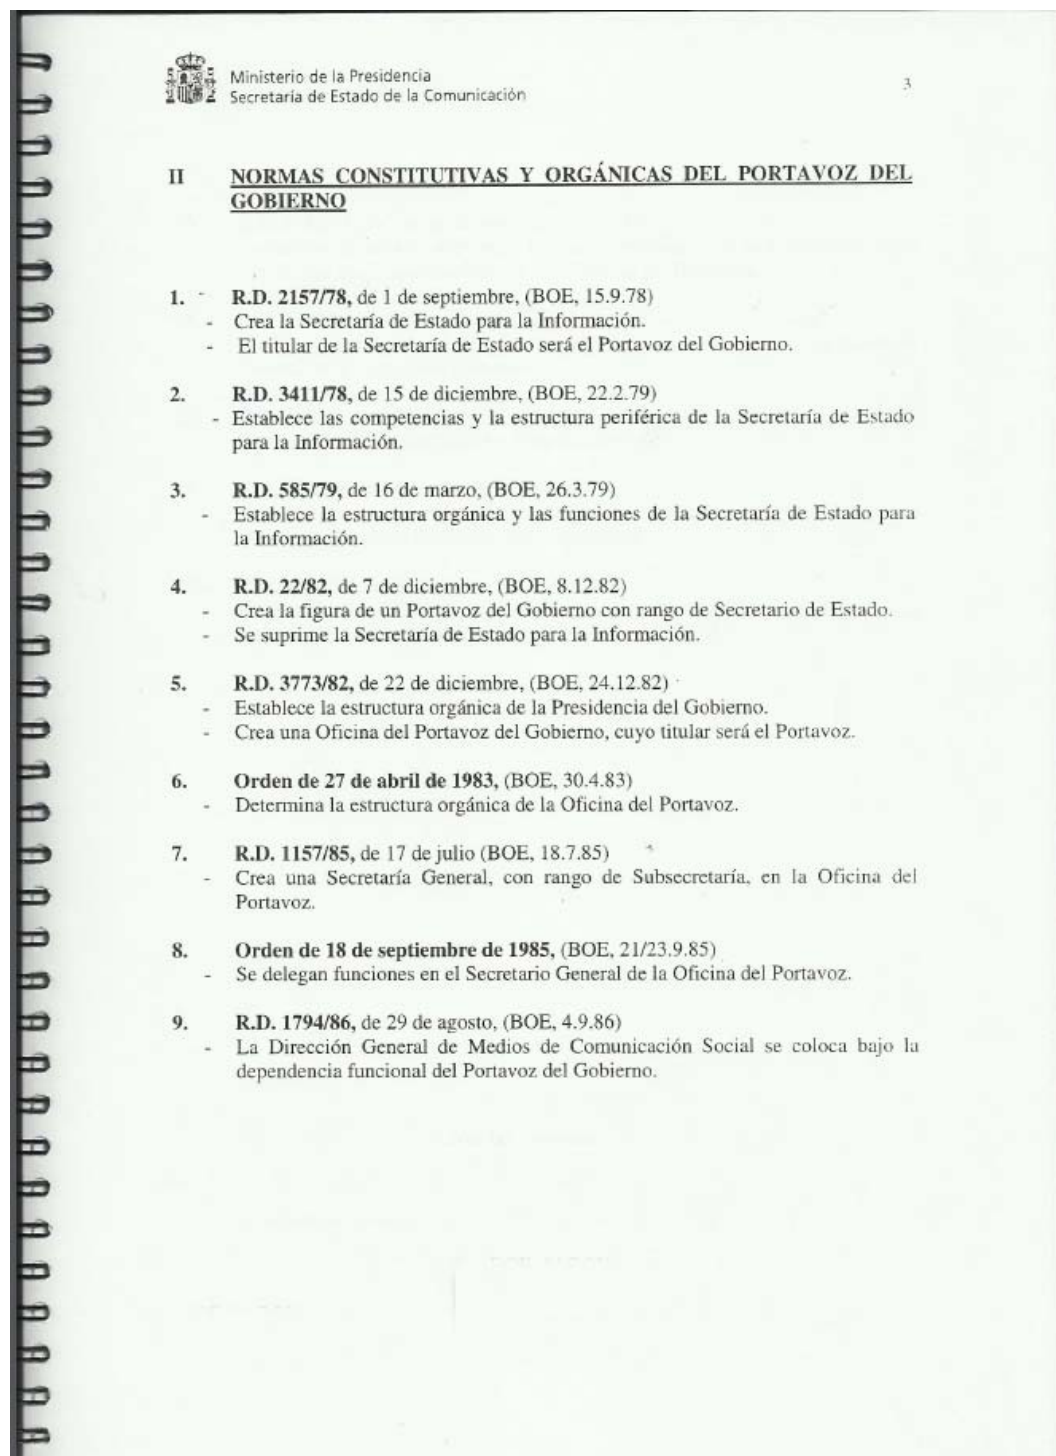 Ministerio de la Presidencia
Secretaría de Estado de la Comunicación
3
II NORMAS CONSTITUTIVAS Y ORGÁNICAS DEL PORTAVOZ DEL
GOBIERNO
1. - R.D. 2157/78, de 1 de septiembre, (BOE, 15.9.78)
- Crea la Secretaría de Estado para la Información.
- El titular de la Secretaría de Estado será el Portavoz del Gobierno.
2. R.D. 3411/78, de 15 de diciembre, (BOE, 22.2.79)
- Establece las competencias y la estructura periférica de la Secretaría de Estado
para la Información.
3. R.D. 585/79, de 16 de marzo, (BOE, 26.3.79)
- Establece la estructura orgánica y las funciones de la Secretaría de Estado para
la Información.
4. R.D. 22/82, de 7 de diciembre, (BOE, 8.12.82)
- Crea la figura de un Portavoz del Gobierno con rango de Secretario de Estado.
- Se suprime la Secretaría de Estado para la Información.
5. R.D. 3773/82, de 22 de diciembre, (BOE, 24.12.82)
- Establece la estructura orgánica de la Presidencia del Gobierno.
- Crea una Oficina del Portavoz del Gobierno, cuyo titular será el Portavoz.
6. Orden de 27 de abril de 1983, (BOE, 30.4.83)
- Determina la estructura orgánica de la Oficina del Portavoz.
7. R.D. 1157/85, de 17 de julio (BOE, 18.7.85)
- Crea una Secretaría General, con rango de Subsecretaría, en la Oficina del
Portavoz.
8. Orden de 18 de septiembre de 1985, (BOE, 21/23.9.85)
- Se delegan funciones en el Secretario General de la Oficina del Portavoz.
9. R.D. 1794/86, de 29 de agosto, (BOE, 4.9.86)
- La Dirección General de Medios de Comunicación Social se coloca bajo la
dependencia funcional del Portavoz del Gobierno.